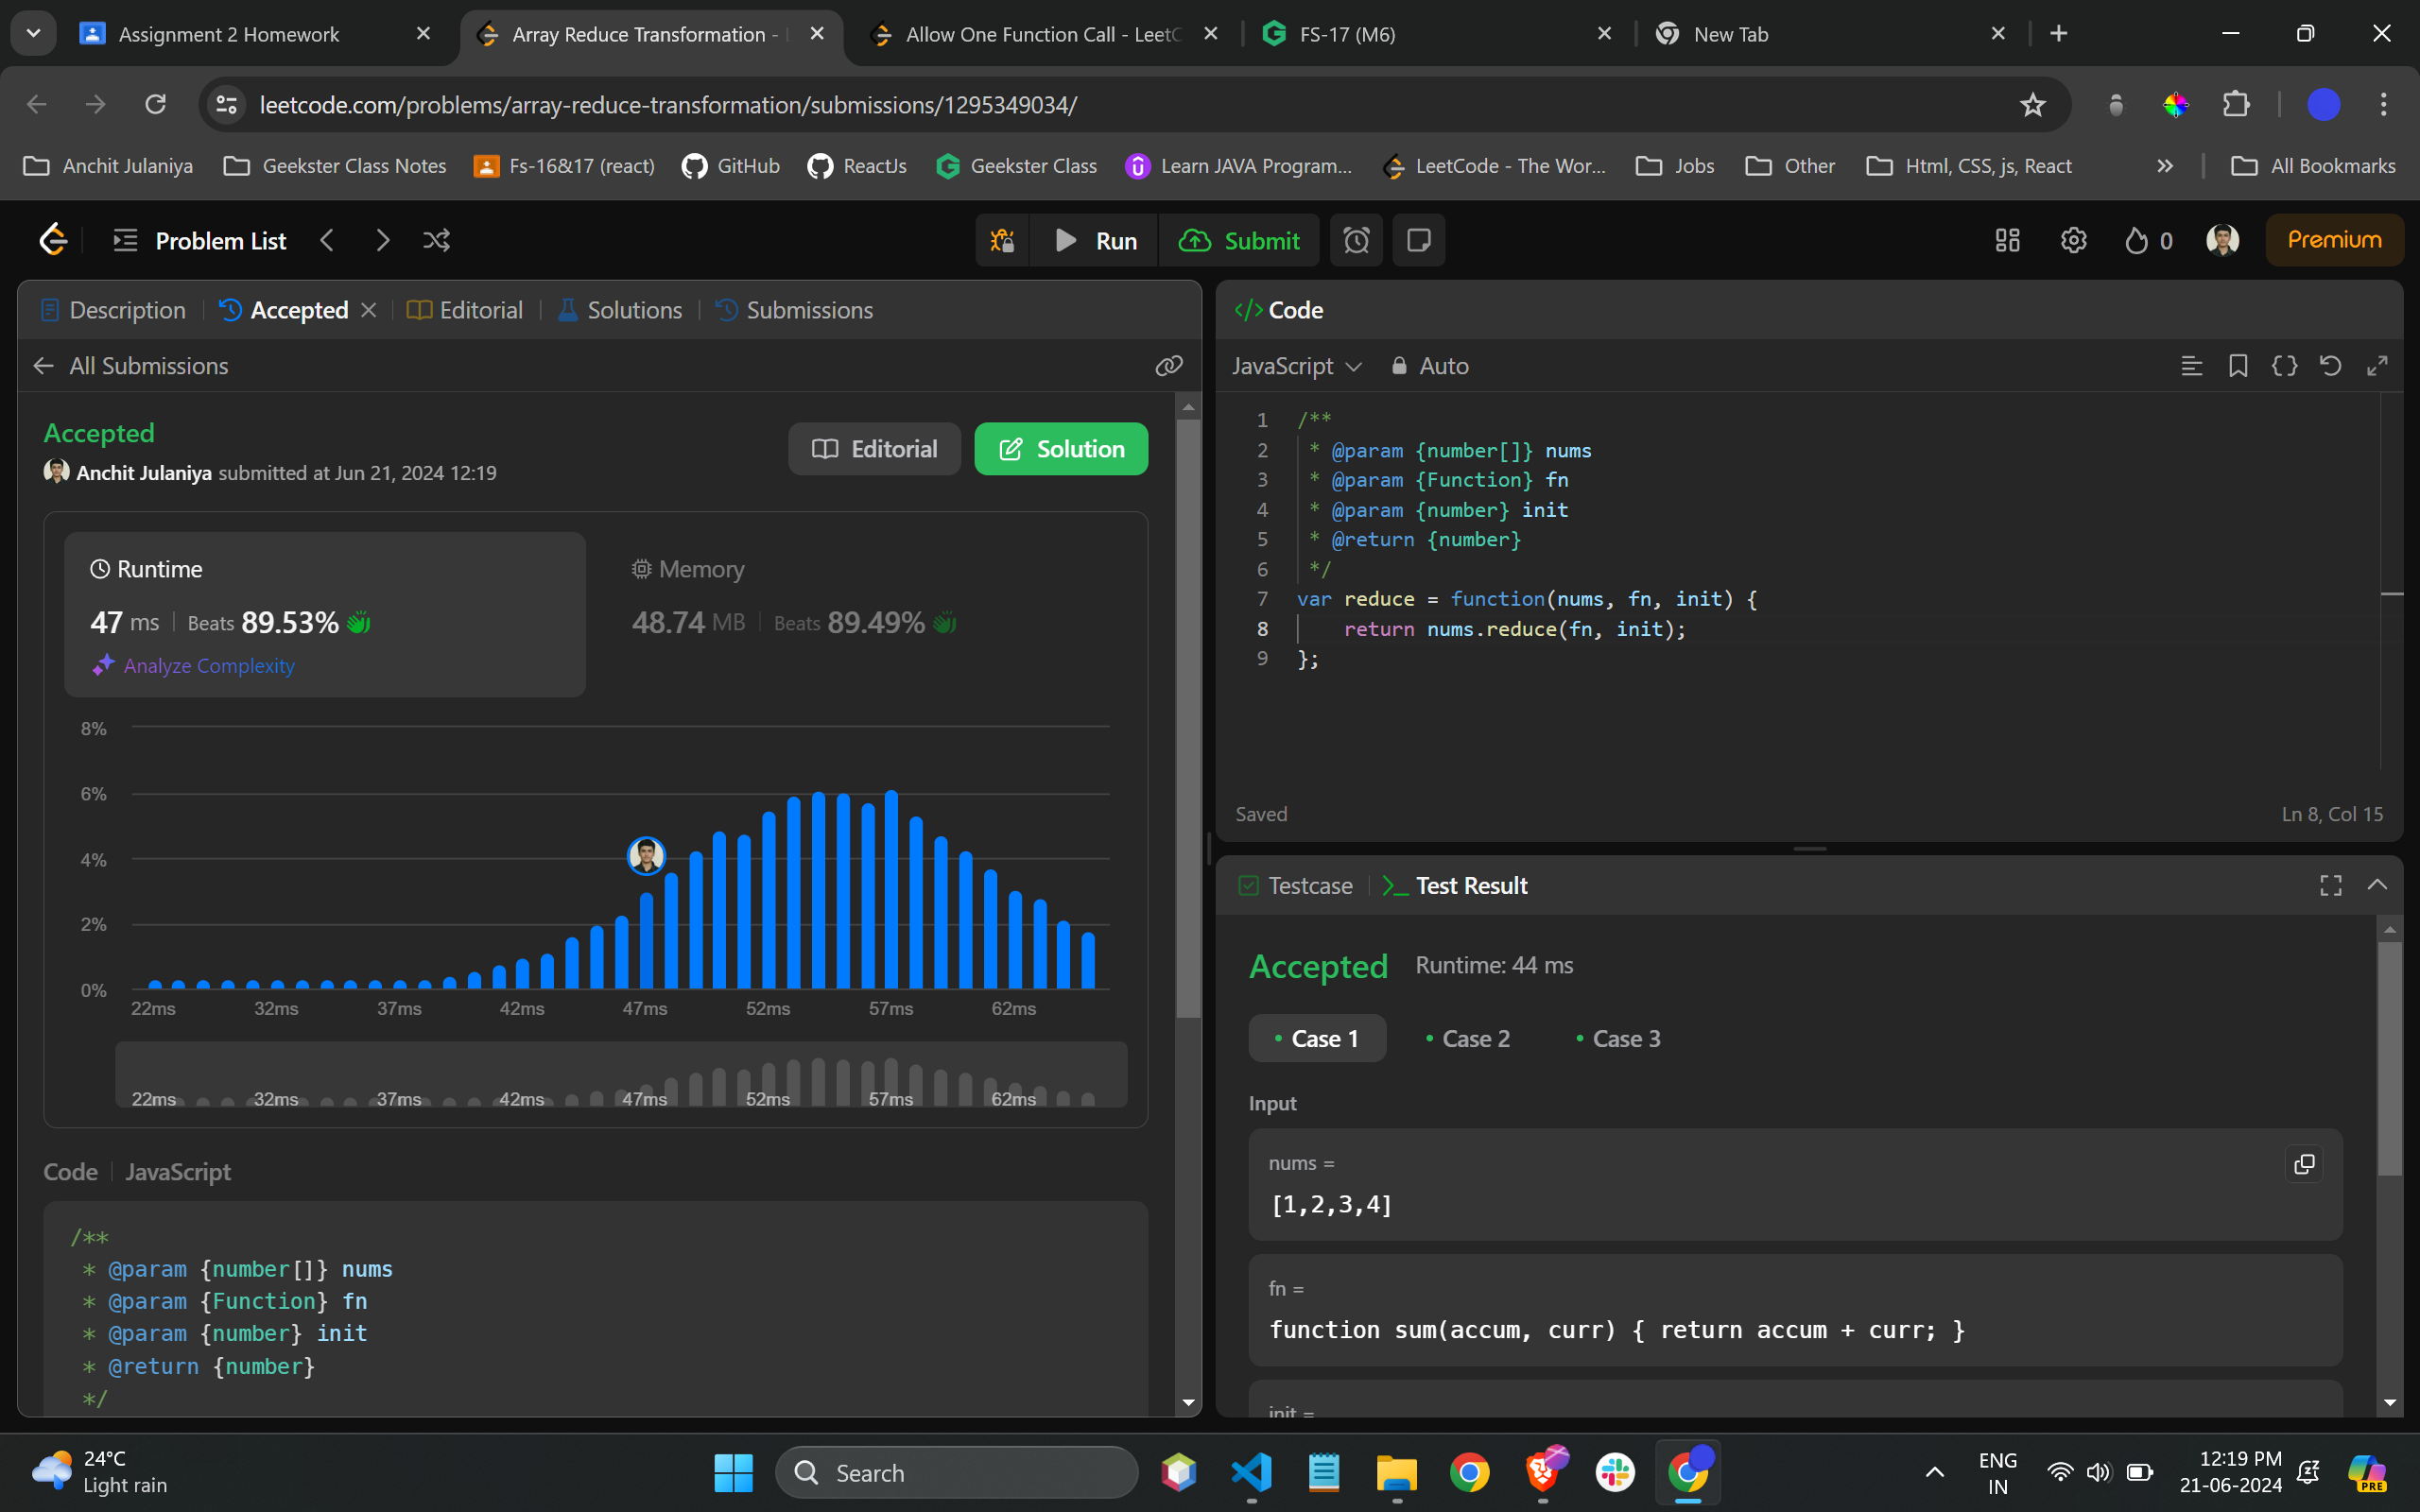 Assignment 2 Homework
Array Reduce Transformation -
Allow One Function Call - LeetC
FS-17 (M6)
New Tab
leetcode.com/problems/array-reduce-transformation/submissions/1295349034/
Anchit Julaniya
Geekster Class Notes
Fs-16&17 (react)
GitHub
ReactJs
Geekster Class
Learn JAVA Program...
LeetCode - The Wor...
Jobs
Other
Html, CSS, js, React
All Bookmarks
Problem List
Run
Submit
0
Premium
Description
Accepted
Editorial
Solutions
Submissions
All Submissions
Accepted
Anchit Julaniya submitted at Jun 21, 2024 12:19
Editorial
Solution
Runtime
47 ms | Beats 89.53%
Analyze Complexity
Memory
48.74 MB | Beats 89.49%
8%
6%
4%
2%
0%
22ms 32ms 37ms 42ms 47ms 52ms 57ms 62ms
22ms 32ms 37ms 42ms 47ms 52ms 57ms 62ms
Code | JavaScript
/**
* @param {number[]} nums
* @param {Function} fn
* @param {number} init
* @return {number}
*/
</> Code
JavaScript
Auto
1 /**
2 * @param {number[]} nums
3 * @param {Function} fn
4 * @param {number} init
5 * @return {number}
6 */
7 var reduce = function(nums, fn, init) {
8 return nums.reduce(fn, init);
9 };
Saved
Ln 8, Col 15
Testcase
Test Result
Accepted Runtime: 44 ms
• Case 1 • Case 2 • Case 3
Input
nums =
[1,2,3,4]
fn =
function sum(accum, curr) { return accum + curr; }
init =
24°C
Light rain
Search
ENG
IN
12:19 PM
21-06-2024
PRE